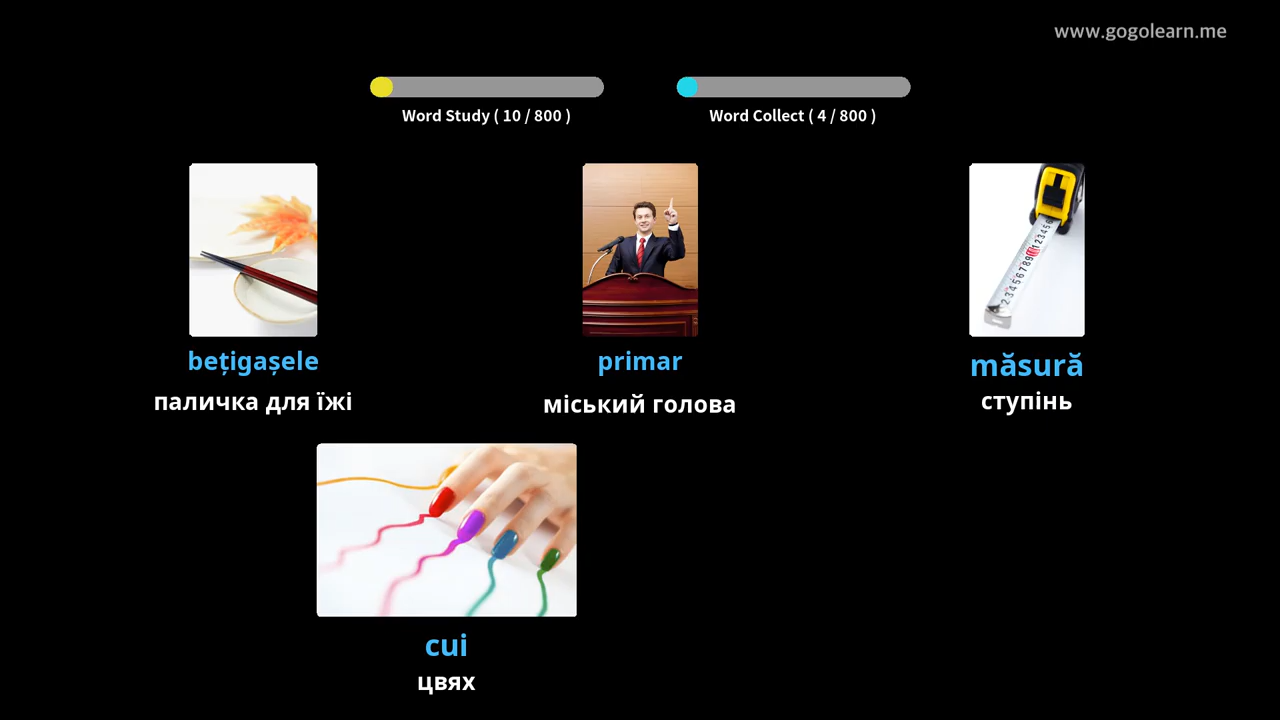 www.gogolearn.me
Word Study ( 10 / 800 )
Word Collect ( 4 / 800 )
bețigașele
primar
măsură
паличка для їжі
міський голова
ступінь
cui
цвях